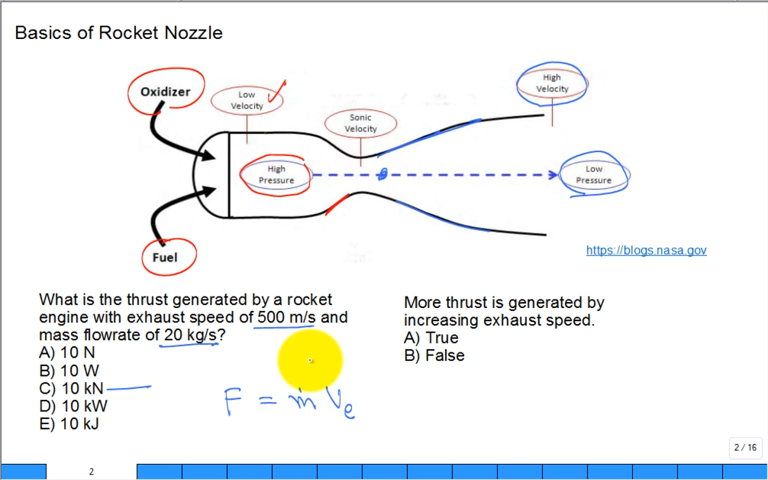 Basics of Rocket Nozzle
Oxidizer
Low
Velocity
Sonic
Velocity
High
Velocity
High
Pressure
Low
Pressure
Fuel
https://blogs.nasa.gov
What is the thrust generated by a rocket
engine with exhaust speed of 500 m/s and
mass flowrate of 20 kg/s?
A) 10 N
B) 10 W
C) 10 kN
D) 10 kW
E) 10 kJ
F = ṁ Ve
More thrust is generated by
increasing exhaust speed.
A) True
B) False
2 / 16
2